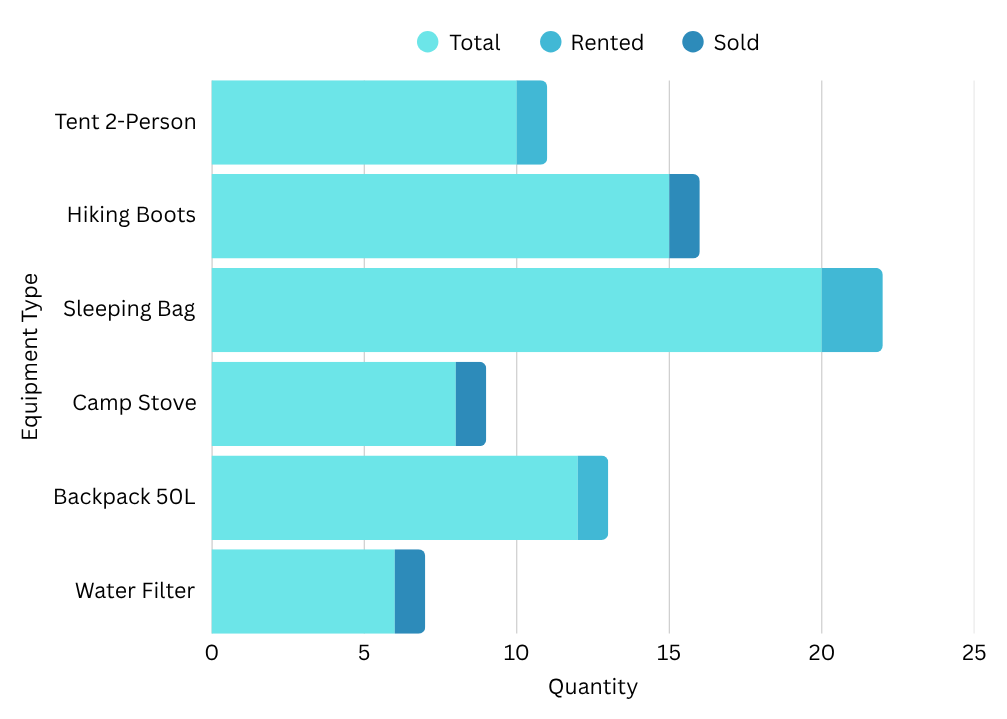 Total Rented Sold
Tent 2-Person
Hiking Boots
Sleeping Bag
Camp Stove
Backpack 50L
Water Filter
Equipment Type
0 5 10 15 20 25
Quantity